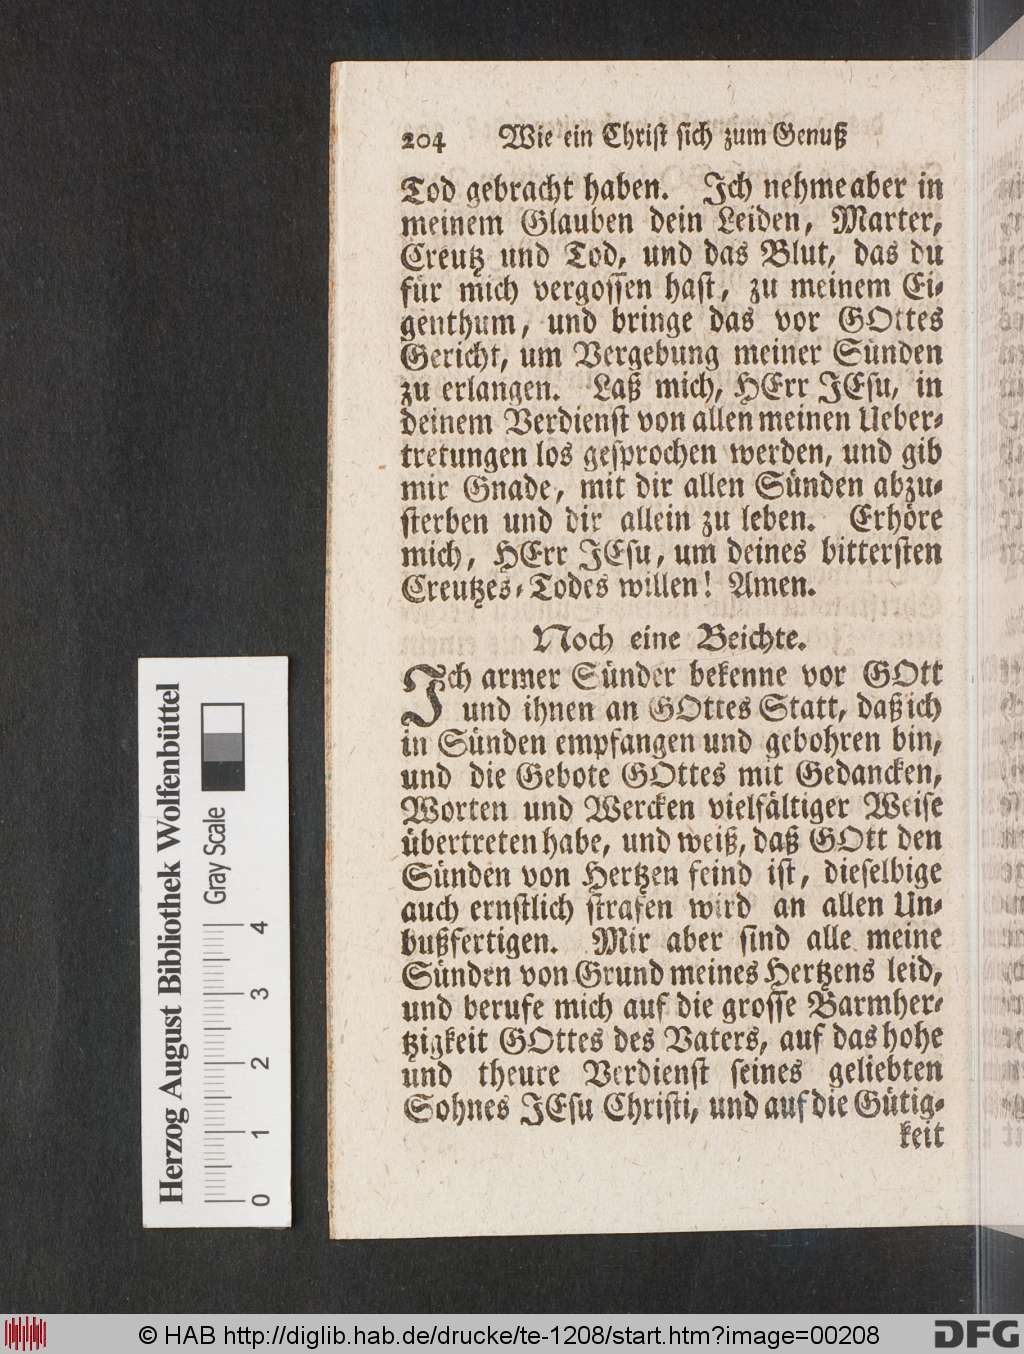 204 Wie ein Christ sich zum Genuß
Tod gebracht haben. Ich nehme aber in
meinem Glauben dein Leiden, Marter,
Creutz und Tod, und das Blut, das du
für mich vergossen hast, zu meinem Ei-
genthum, und bringe das vor GOttes
Gericht, um Vergebung meiner Sünden
zu erlangen. Laß mich, HErr JEsu, in
deinem Verdienst von allen meinen Ueber-
tretungen los gesprochen werden, und gib
mir Gnade, mit dir allen Sünden abzu-
sterben und dir allein zu leben. Erhöre
mich, HErr JEsu, um deines bittersten
Creutzes-Todes willen! Amen.
Noch eine Beichte.
Ich armer Sünder bekenne vor GOtt
und ihnen an GOttes Statt, daß ich
in Sünden empfangen und gebohren bin,
und die Gebote GOttes mit Gedancken,
Worten und Wercken vielfältiger Weise
übertreten habe, und weiß, daß GOtt den
Sünden von Hertzen feind ist, dieselbige
auch ernstlich strafen wird an allen Un-
bußfertigen. Mir aber sind alle meine
Sünden von Grund meines Hertzens leid,
und berufe mich auf die grosse Barmher-
tzigkeit GOttes des Vaters, auf das hohe
und theure Verdienst seines geliebten
Sohnes JEsu Christi, und auf die Gütig-
keit
Herzog August Bibliothek Wolfenbüttel
Gray Scale
0 1 2 3 4
© HAB http://diglib.hab.de/drucke/te-1208/start.htm?image=00208
DFG